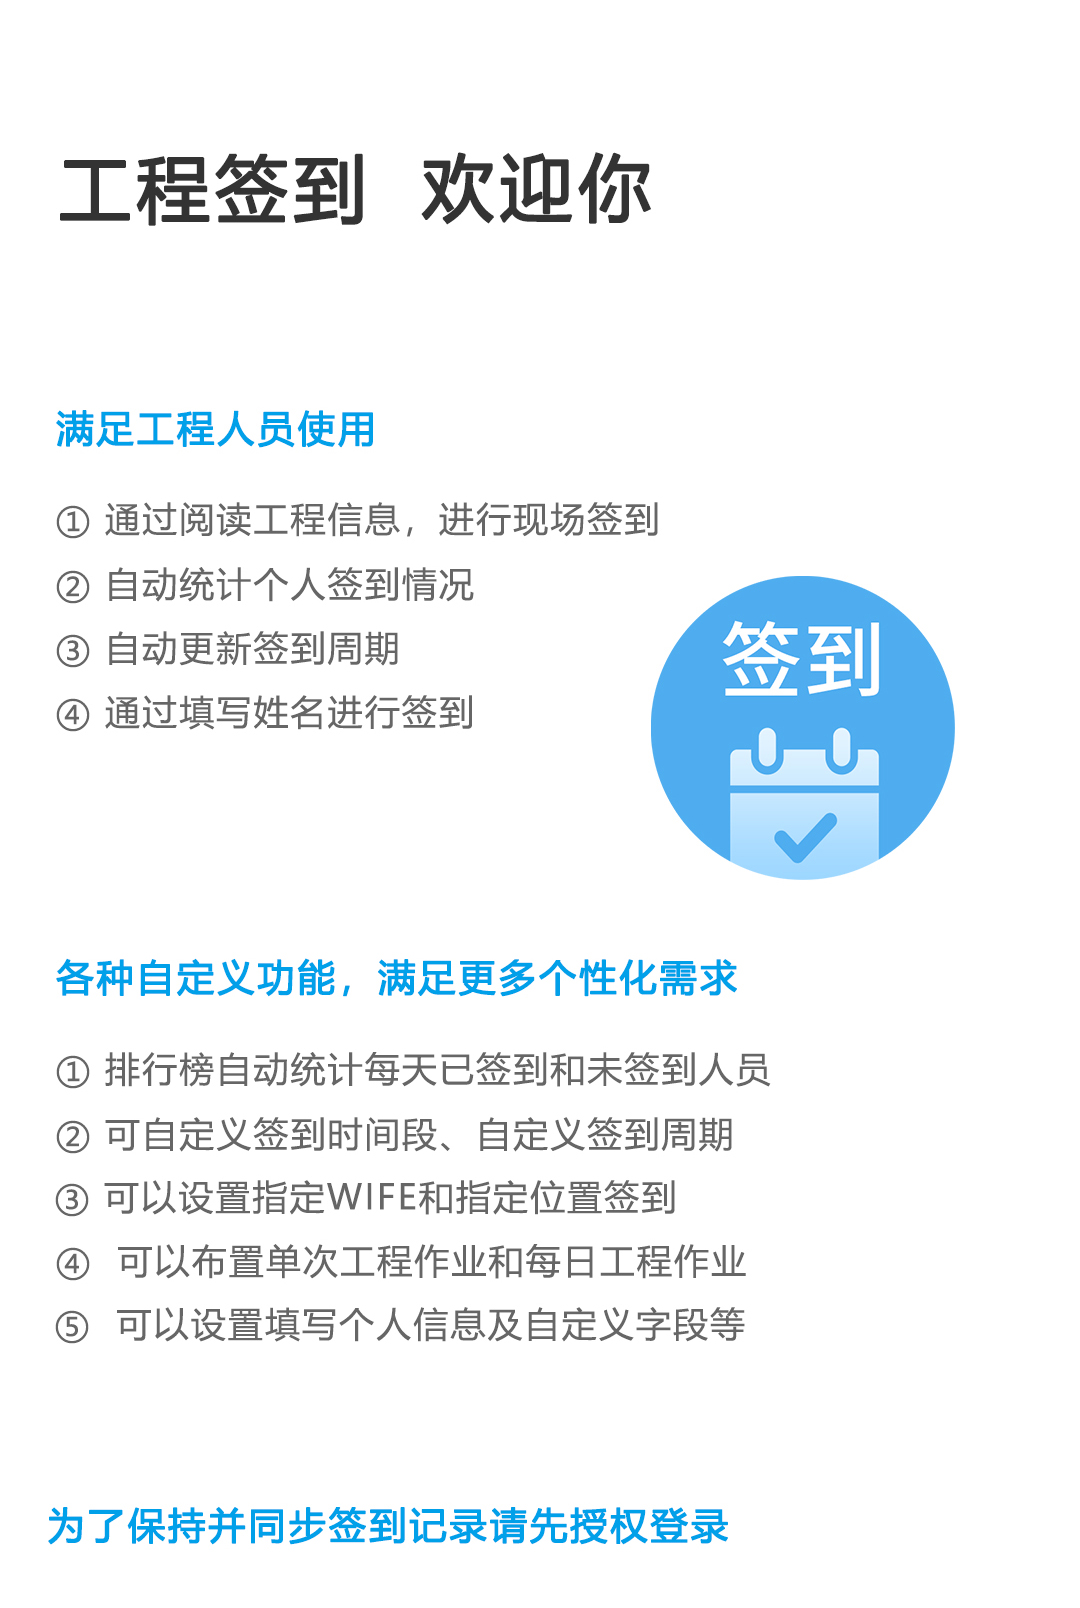 工程签到 欢迎你
满足工程人员使用
① 通过阅读工程信息，进行现场签到
② 自动统计个人签到情况
③ 自动更新签到周期
④ 通过填写姓名进行签到
签到
各种自定义功能，满足更多个性化需求
① 排行榜自动统计每天已签到和未签到人员
② 可自定义签到时间段、自定义签到周期
③ 可以设置指定WIFE和指定位置签到
④ 可以布置单次工程作业和每日工程作业
⑤ 可以设置填写个人信息及自定义字段等
为了保持并同步签到记录请先授权登录